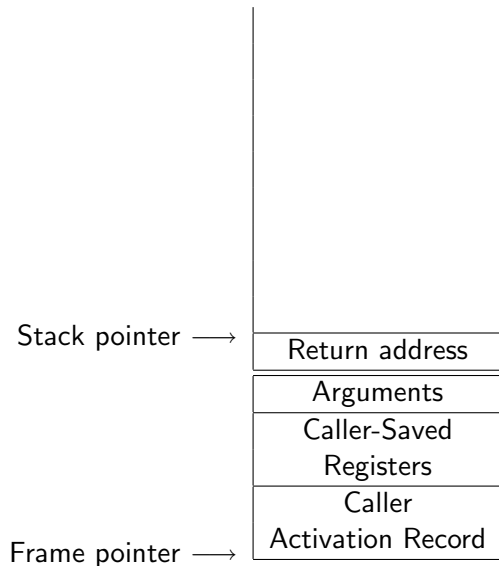 Stack pointer ⟶
Return address
Arguments
Caller-Saved
Registers
Caller
Activation Record
Frame pointer ⟶